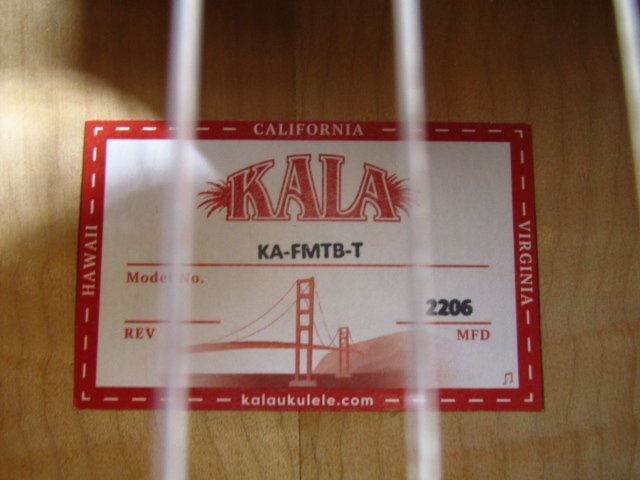 CALIFORNIA
KALA
KA-FMTB-T
Model No.
HAWAII
VIRGINIA
2206
REV
MFD
kalaukulele.com